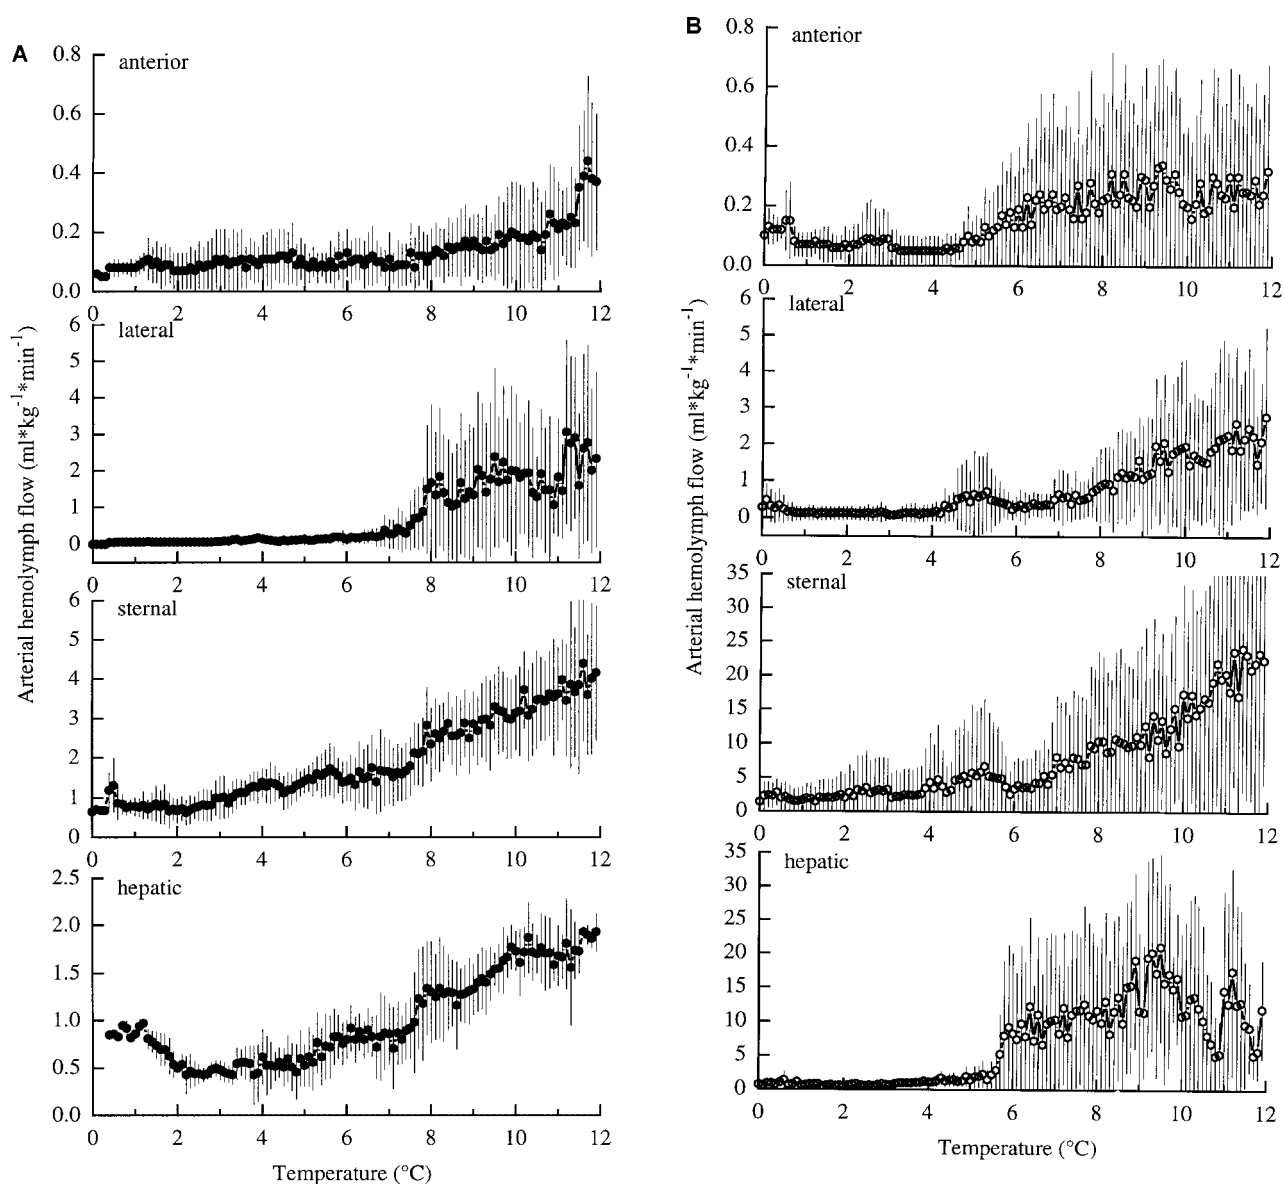 A
anterior
0.8
0.6
0.4
0.2
0.0
0 2 4 6 8 10 12
lateral
6
5
4
3
2
1
0
0 2 4 6 8 10 12
sternal
6
5
4
3
2
1
0
0 2 4 6 8 10 12
hepatic
2.5
2.0
1.5
1.0
0.5
0.0
0 2 4 6 8 10 12
Arterial hemolymph flow (ml*kg⁻¹*min⁻¹)
Temperature (°C)
B
anterior
0.8
0.6
0.4
0.2
0.0
0 2 4 6 8 10 12
lateral
6
5
4
3
2
1
0
0 2 4 6 8 10 12
sternal
35
30
25
20
15
10
5
0
0 2 4 6 8 10 12
hepatic
35
30
25
20
15
10
5
0
0 2 4 6 8 10 12
Arterial hemolymph flow (ml*kg⁻¹*min⁻¹)
Temperature (°C)